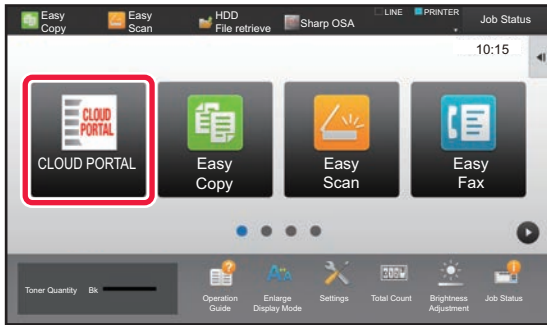 Easy
Copy
Easy
Scan
HDD
File retrieve
Sharp OSA
LINE
PRINTER
Job Status
10:15
CLOUD
PORTAL
CLOUD PORTAL
Easy
Copy
Easy
Scan
Easy
Fax
Toner Quantity
Bk
Operation
Guide
Enlarge
Display Mode
Settings
Total Count
Brightness
Adjustment
Job Status